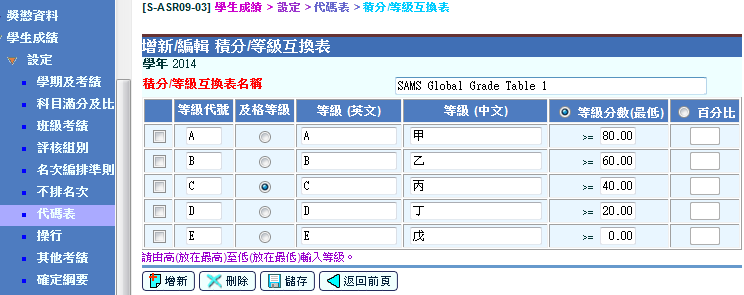 獎懲資料
學生成績
設定
學期及考績
科目滿分及比
班級考績
評核組別
名次編排準則
不排名次
代碼表
操行
其他考績
確定綱要
[S-ASR09-03] 學生成績 > 設定 > 代碼表 > 積分/等級互換表
增新/編輯 積分/等級互換表
學年 2014
積分/等級互換表名稱 SAMS Global Grade Table 1
等級代號 及格等級 等級 (英文) 等級 (中文) 等級分數(最低) 百分比
A A 甲 >= 80.00
B B 乙 >= 60.00
C C 丙 >= 40.00
D D 丁 >= 20.00
E E 戊 >= 0.00
請由高(放在最高)至低(放在最低)輸入等級。
增新 刪除 儲存 返回前頁